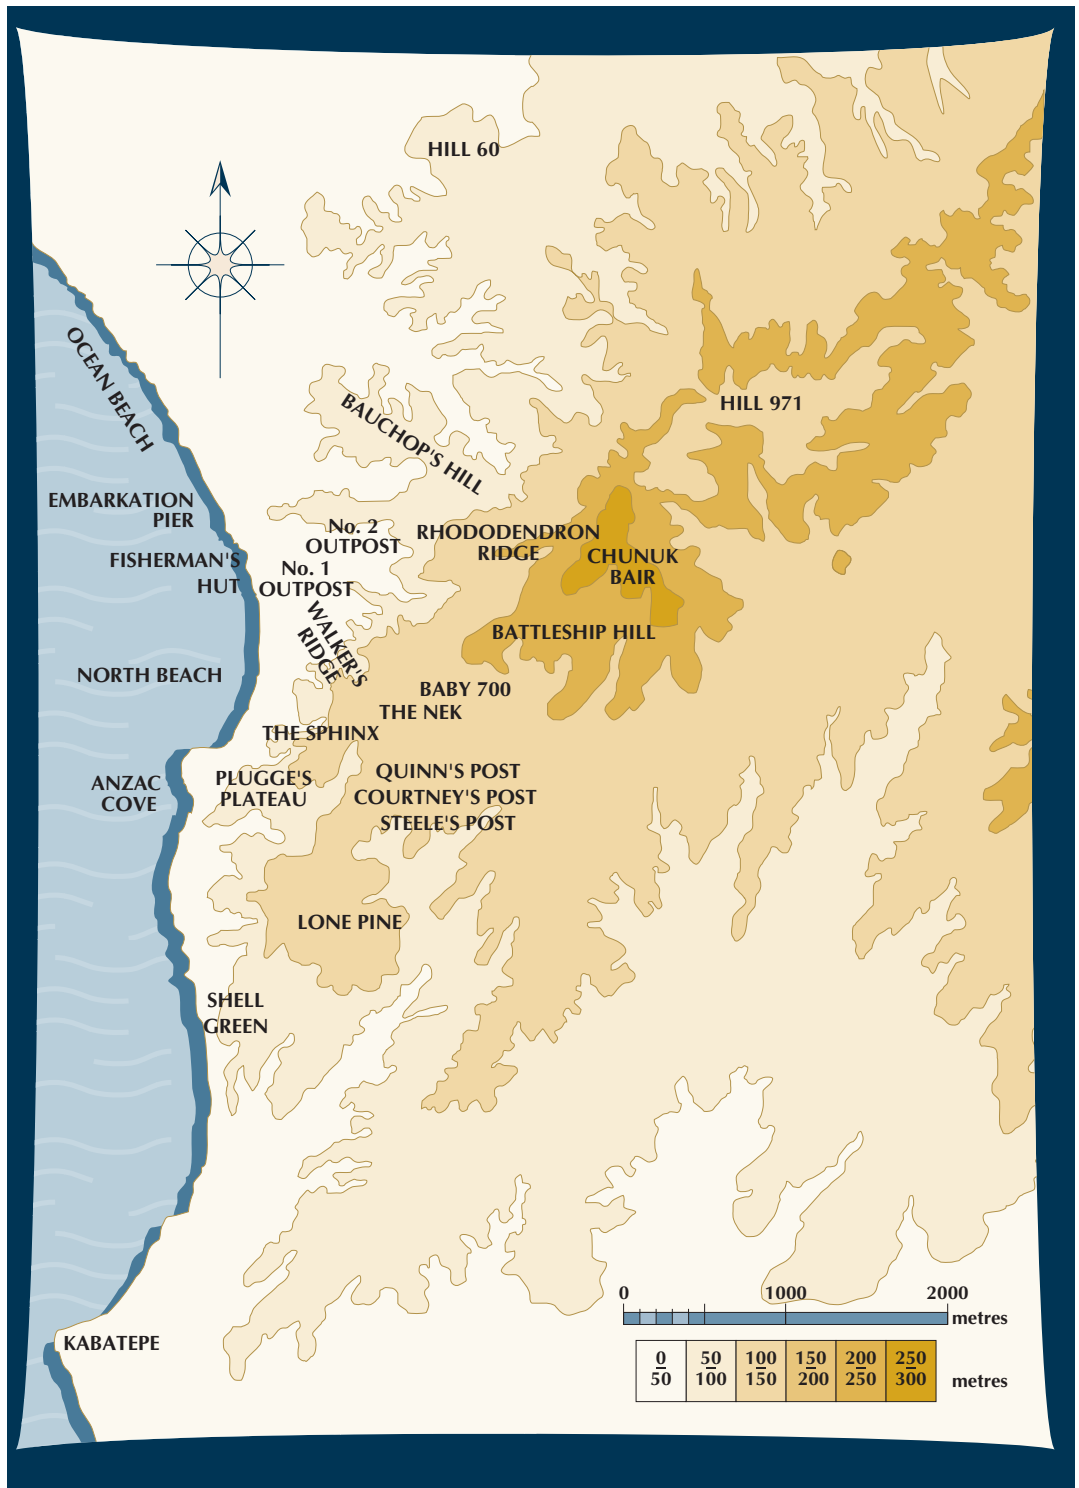 HILL 60
OCEAN BEACH
BAUCHOP'S HILL
HILL 971
EMBARKATION
PIER
No. 2
OUTPOST
RHODODENDRON
RIDGE
FISHERMAN'S
HUT
No. 1
OUTPOST
CHUNUK
BAIR
WALKER'S
RIDGE
BATTLESHIP HILL
NORTH BEACH
BABY 700
THE NEK
THE SPHINX
ANZAC
COVE
PLUGGE'S
PLATEAU
QUINN'S POST
COURTNEY'S POST
STEELE'S POST
LONE PINE
SHELL
GREEN
KABATEPE
0 1000 2000
metres
0 50 100 150 200 250
50 100 150 200 250 300
metres